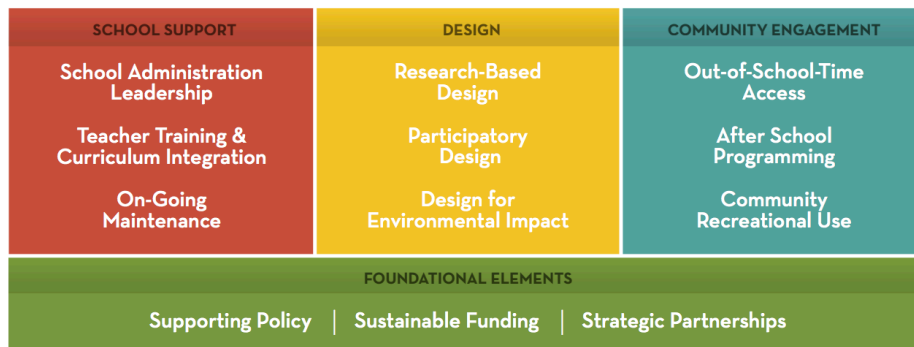 SCHOOL SUPPORT
School Administration
Leadership
Teacher Training &
Curriculum Integration
On-Going
Maintenance
DESIGN
Research-Based
Design
Participatory
Design
Design for
Environmental Impact
COMMUNITY ENGAGEMENT
Out-of-School-Time
Access
After School
Programming
Community
Recreational Use
FOUNDATIONAL ELEMENTS
Supporting Policy | Sustainable Funding | Strategic Partnerships